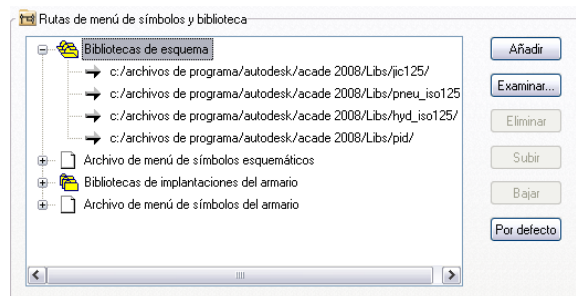 Rutas de menú de símbolos y biblioteca
Bibliotecas de esquema
c:/archivos de programa/autodesk/acade 2008/Libs/jic125/
c:/archivos de programa/autodesk/acade 2008/Libs/pneu_iso125
c:/archivos de programa/autodesk/acade 2008/Libs/hyd_iso125/
c:/archivos de programa/autodesk/acade 2008/Libs/pid/
Archivo de menú de símbolos esquemáticos
Bibliotecas de implantaciones del armario
Archivo de menú de símbolos del armario
Añadir
Examinar...
Eliminar
Subir
Bajar
Por defecto